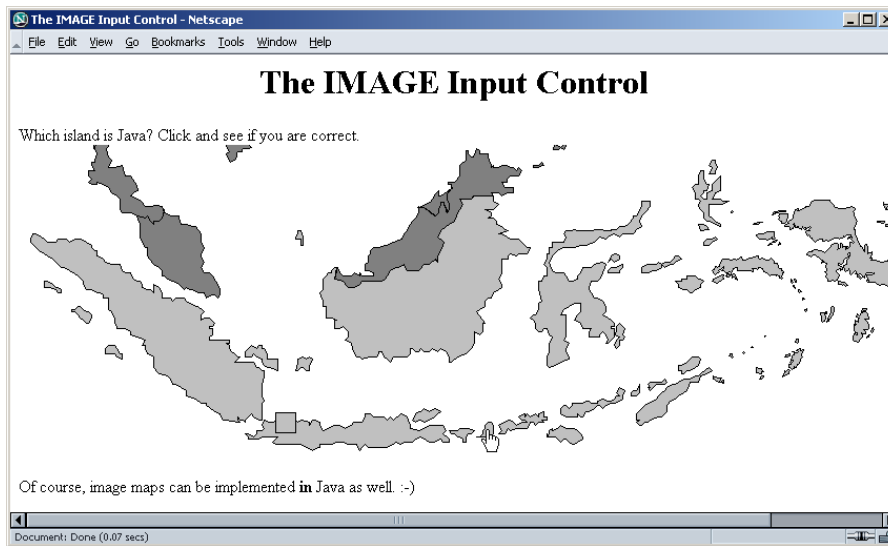 The IMAGE Input Control - Netscape
File Edit View Go Bookmarks Tools Window Help
The IMAGE Input Control
Which island is Java? Click and see if you are correct.
Of course, image maps can be implemented in Java as well. :-)
Document: Done (0.07 secs)